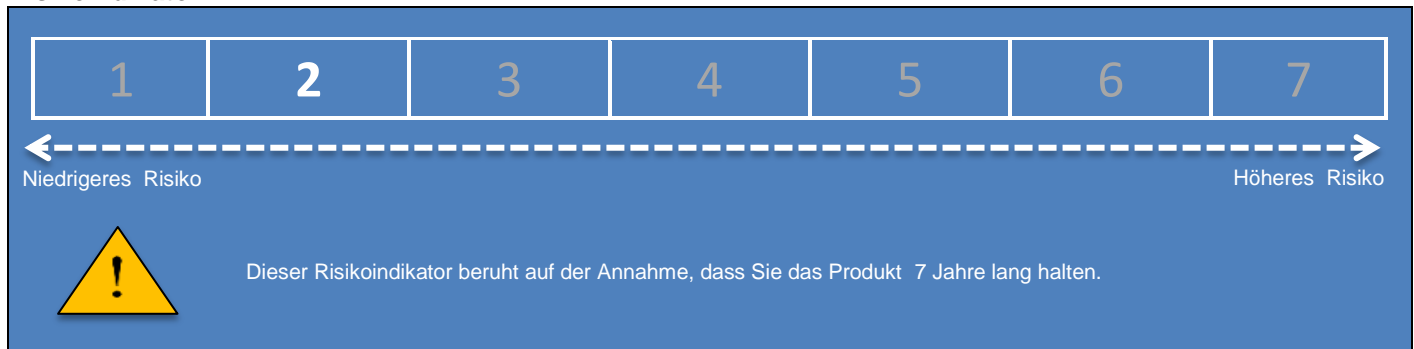 1 2 3 4 5 6 7
Niedrigeres Risiko Höheres Risiko
!
Dieser Risikoindikator beruht auf der Annahme, dass Sie das Produkt 7 Jahre lang halten.